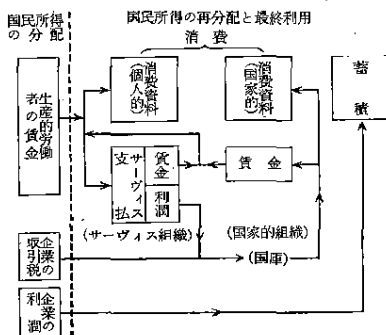 国民所得
の 分 配
国民所得の再分配と最終利用
消 費
生産的労働
者の賃金
消費資料
(個人的)
消費資料
(国家的)
蓄
積
サーヴィス
支払
賃金
利潤
賃 金
(サーヴィス組織)
(国家的組織)
(国庫)
企業の
取引税
企業の
利潤